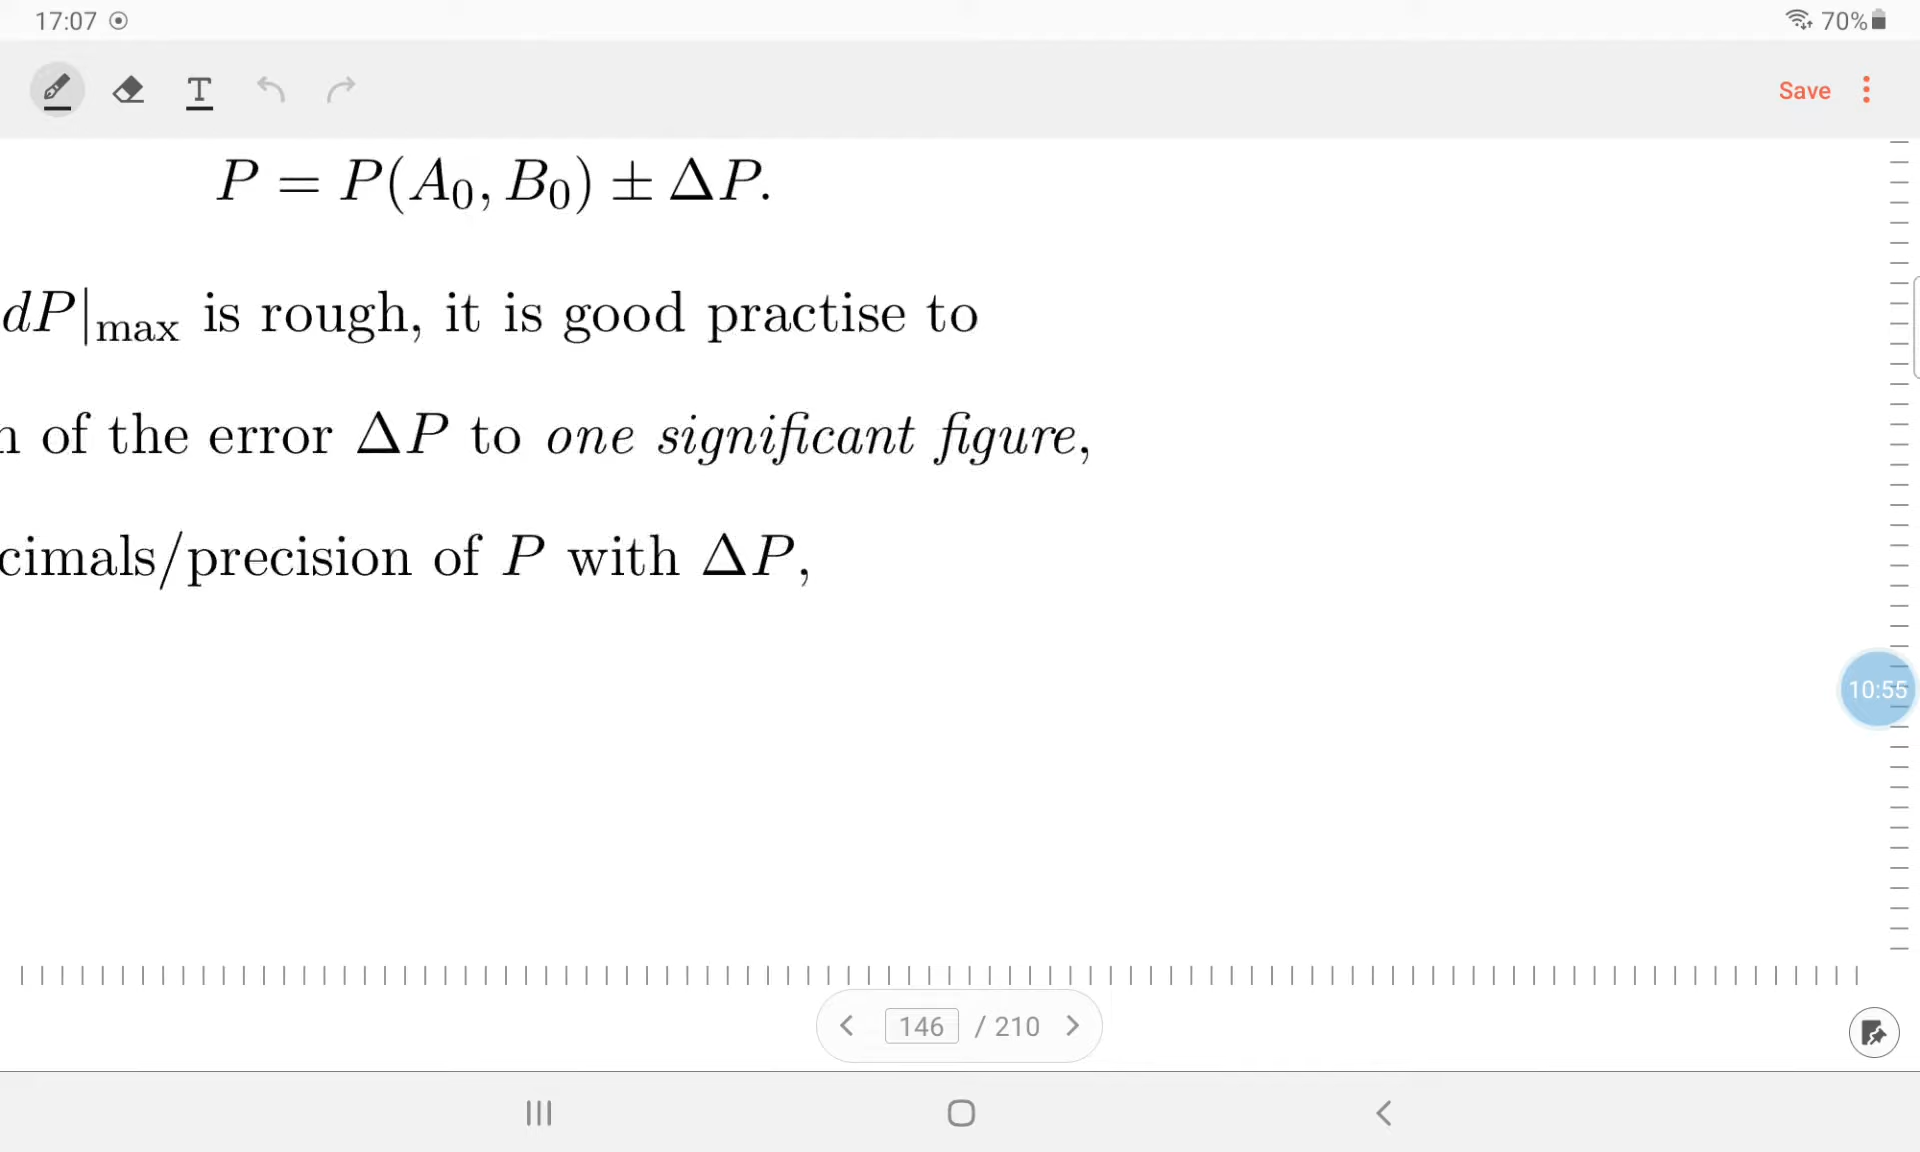 17:07
70%
T
Save
P = P(A₀, B₀) ± ΔP.
dP|max is rough, it is good practise to
of the error ΔP to one significant figure,
cimals/precision of P with ΔP,
10:55
146 / 210